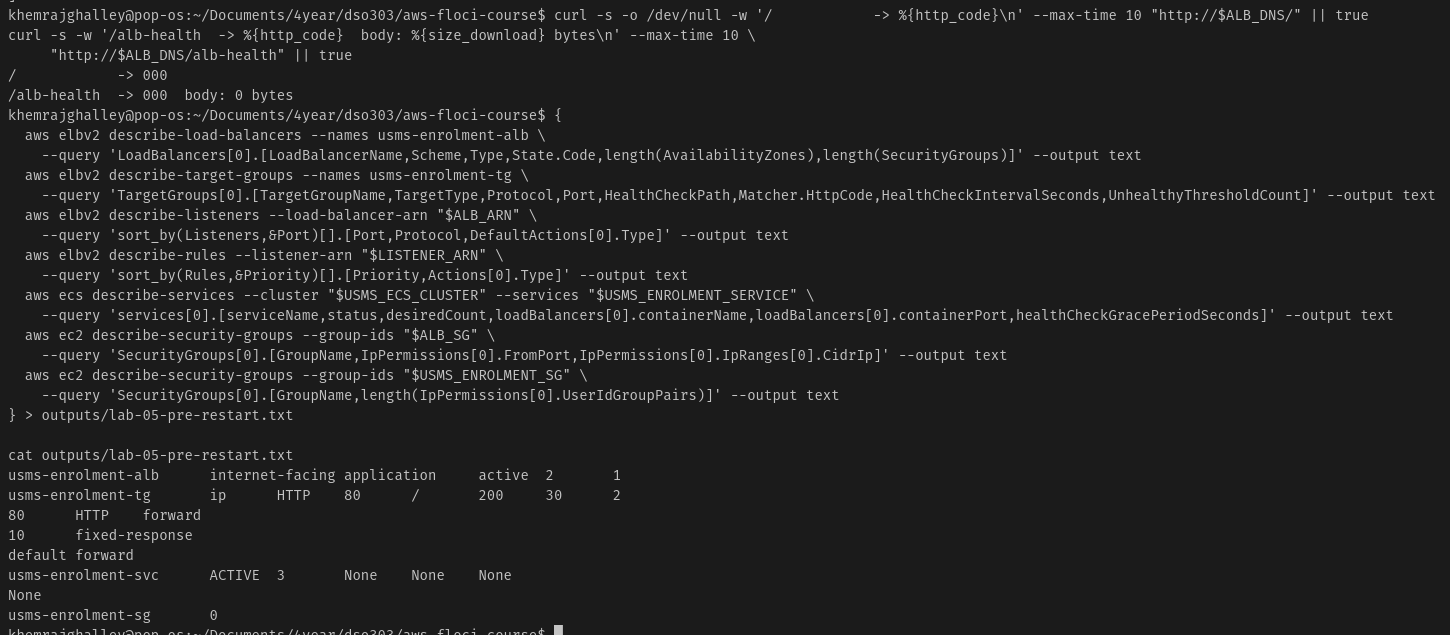 khemrajghalley@pop-os:~/Documents/4year/dso303/aws-floci-course$ curl -s -o /dev/null -w '/            -> %{http_code}\n' --max-time 10 "http://$ALB_DNS/" || true
curl -s -w '/alb-health  -> %{http_code}  body: %{size_download} bytes\n' --max-time 10 \
     "http://$ALB_DNS/alb-health" || true
/            -> 000
/alb-health  -> 000  body: 0 bytes
khemrajghalley@pop-os:~/Documents/4year/dso303/aws-floci-course$ {
  aws elbv2 describe-load-balancers --names usms-enrolment-alb \
    --query 'LoadBalancers[0].[LoadBalancerName,Scheme,Type,State.Code,length(AvailabilityZones),length(SecurityGroups)]' --output text
  aws elbv2 describe-target-groups --names usms-enrolment-tg \
    --query 'TargetGroups[0].[TargetGroupName,TargetType,Protocol,Port,HealthCheckPath,Matcher.HttpCode,HealthCheckIntervalSeconds,UnhealthyThresholdCount]' --output text
  aws elbv2 describe-listeners --load-balancer-arn "$ALB_ARN" \
    --query 'sort_by(Listeners,&Port)[].[Port,Protocol,DefaultActions[0].Type]' --output text
  aws elbv2 describe-rules --listener-arn "$LISTENER_ARN" \
    --query 'sort_by(Rules,&Priority)[].[Priority,Actions[0].Type]' --output text
  aws ecs describe-services --cluster "$USMS_ECS_CLUSTER" --services "$USMS_ENROLMENT_SERVICE" \
    --query 'services[0].[serviceName,status,desiredCount,loadBalancers[0].containerName,loadBalancers[0].containerPort,healthCheckGracePeriodSeconds]' --output text
  aws ec2 describe-security-groups --group-ids "$ALB_SG" \
    --query 'SecurityGroups[0].[GroupName,IpPermissions[0].FromPort,IpPermissions[0].IpRanges[0].CidrIp]' --output text
  aws ec2 describe-security-groups --group-ids "$USMS_ENROLMENT_SG" \
    --query 'SecurityGroups[0].[GroupName,length(IpPermissions[0].UserIdGroupPairs)]' --output text
} > outputs/lab-05-pre-restart.txt

cat outputs/lab-05-pre-restart.txt
usms-enrolment-alb      internet-facing application     active  2       1
usms-enrolment-tg       ip      HTTP    80      /       200     30      2
80      HTTP    forward
10      fixed-response
default forward
usms-enrolment-svc      ACTIVE  3       None    None    None
None
usms-enrolment-sg       0
khemrajghalley@pop-os:~/Documents/4year/dso303/aws-floci-course$